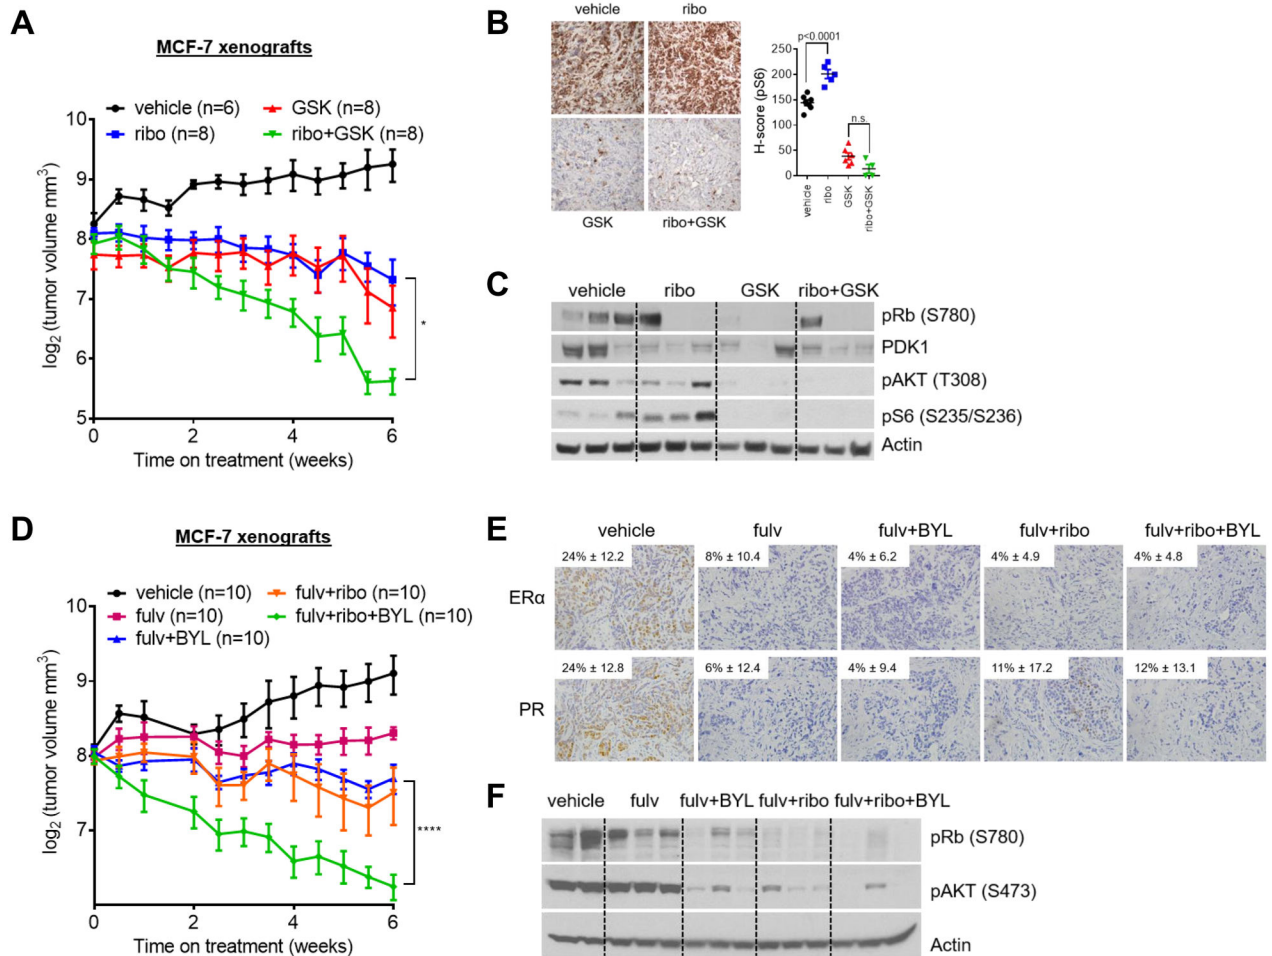 A
MCF-7 xenografts
vehicle (n=6)
GSK (n=8)
ribo (n=8)
ribo+GSK (n=8)
log2 (tumor volume mm3)
10
9
8
7
6
5
*
0
2
4
6
Time on treatment (weeks)
B
vehicle
ribo
GSK
ribo+GSK
p<0.0001
n.s.
H-score (pS6)
250
200
150
100
50
0
vehicle
ribo
GSK
ribo+GSK
C
vehicle
ribo
GSK
ribo+GSK
pRb (S780)
PDK1
pAKT (T308)
pS6 (S235/S236)
Actin
D
MCF-7 xenografts
vehicle (n=10)
fulv+ribo (n=10)
fulv (n=10)
fulv+ribo+BYL (n=10)
fulv+BYL (n=10)
log2 (tumor volume mm3)
10
9
8
7
****
0
2
4
6
Time on treatment (weeks)
E
vehicle
fulv
fulv+BYL
fulv+ribo
fulv+ribo+BYL
ERα
24% ± 12.2
8% ± 10.4
4% ± 6.2
4% ± 4.9
4% ± 4.8
PR
24% ± 12.8
6% ± 12.4
4% ± 9.4
11% ± 17.2
12% ± 13.1
F
vehicle
fulv
fulv+BYL
fulv+ribo
fulv+ribo+BYL
pRb (S780)
pAKT (S473)
Actin